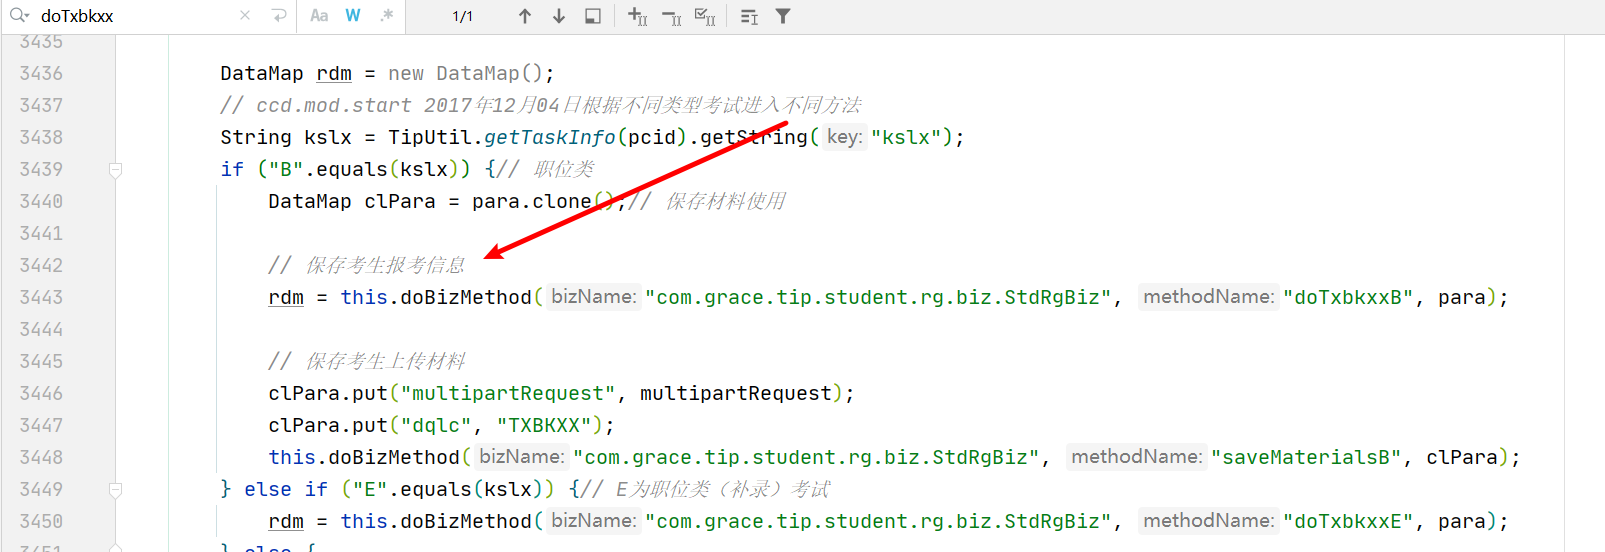 doTxbkxx × Aa W .* 1/1
3435
3436 DataMap rdm = new DataMap();
3437 // ccd.mod.start 2017年12月04日根据不同类型考试进入不同方法
3438 String kslx = TipUtil.getTaskInfo(pcid).getString( key: "kslx");
3439 if ("B".equals(kslx)) {// 职位类
3440 DataMap clPara = para.clone();// 保存材料使用
3441
3442 // 保存考生报考信息
3443 rdm = this.doBizMethod( bizName: "com.grace.tip.student.rg.biz.StdRgBiz", methodName: "doTxbkxxB", para);
3444
3445 // 保存考生上传材料
3446 clPara.put("multipartRequest", multipartRequest);
3447 clPara.put("dqlc", "TXBKXX");
3448 this.doBizMethod( bizName: "com.grace.tip.student.rg.biz.StdRgBiz", methodName: "saveMaterialsB", clPara);
3449 } else if ("E".equals(kslx)) {// E为职位类（补录）考试
3450 rdm = this.doBizMethod( bizName: "com.grace.tip.student.rg.biz.StdRgBiz", methodName: "doTxbkxxE", para);
3451 } else {